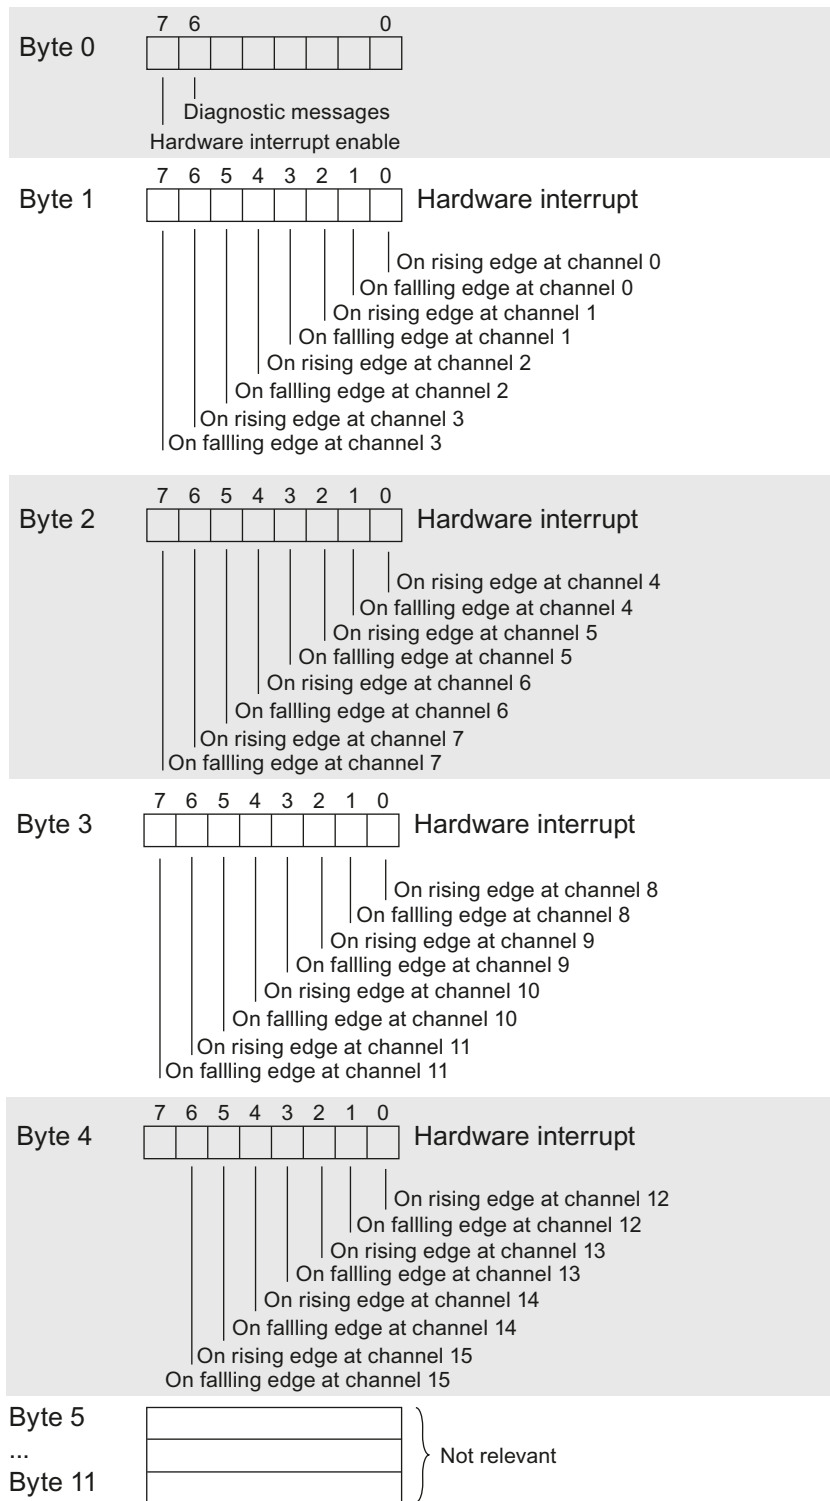 7 6 0
Byte 0
Diagnostic messages
Hardware interrupt enable
7 6 5 4 3 2 1 0
Byte 1 Hardware interrupt
On rising edge at channel 0
On fallling edge at channel 0
On rising edge at channel 1
On fallling edge at channel 1
On rising edge at channel 2
On fallling edge at channel 2
On rising edge at channel 3
On fallling edge at channel 3
7 6 5 4 3 2 1 0
Byte 2 Hardware interrupt
On rising edge at channel 4
On fallling edge at channel 4
On rising edge at channel 5
On fallling edge at channel 5
On rising edge at channel 6
On fallling edge at channel 6
On rising edge at channel 7
On fallling edge at channel 7
7 6 5 4 3 2 1 0
Byte 3 Hardware interrupt
On rising edge at channel 8
On fallling edge at channel 8
On rising edge at channel 9
On fallling edge at channel 9
On rising edge at channel 10
On fallling edge at channel 10
On rising edge at channel 11
On fallling edge at channel 11
7 6 5 4 3 2 1 0
Byte 4 Hardware interrupt
On rising edge at channel 12
On fallling edge at channel 12
On rising edge at channel 13
On fallling edge at channel 13
On rising edge at channel 14
On fallling edge at channel 14
On rising edge at channel 15
On fallling edge at channel 15
Byte 5
... Not relevant
Byte 11